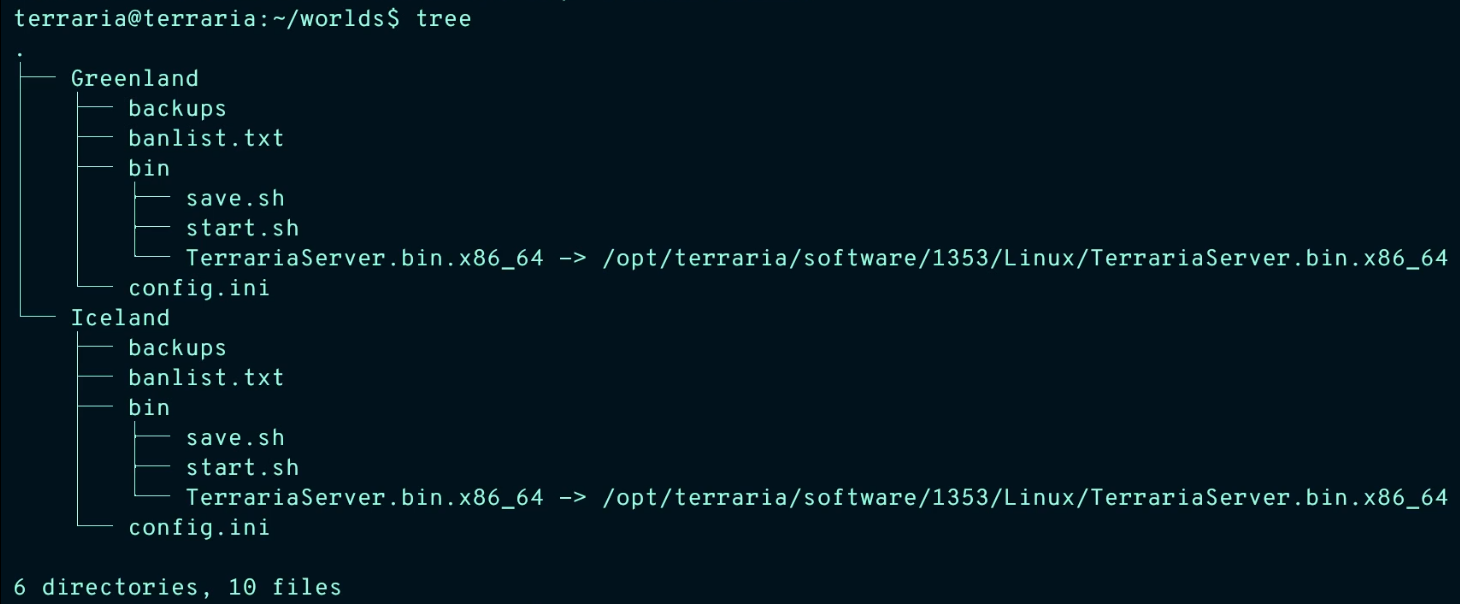 terraria@terraria:~/worlds$ tree
.
├── Greenland
│   ├── backups
│   ├── banlist.txt
│   ├── bin
│   │   ├── save.sh
│   │   ├── start.sh
│   │   └── TerrariaServer.bin.x86_64 -> /opt/terraria/software/1353/Linux/TerrariaServer.bin.x86_64
│   └── config.ini
└── Iceland
    ├── backups
    ├── banlist.txt
    ├── bin
    │   ├── save.sh
    │   ├── start.sh
    │   └── TerrariaServer.bin.x86_64 -> /opt/terraria/software/1353/Linux/TerrariaServer.bin.x86_64
    └── config.ini

6 directories, 10 files